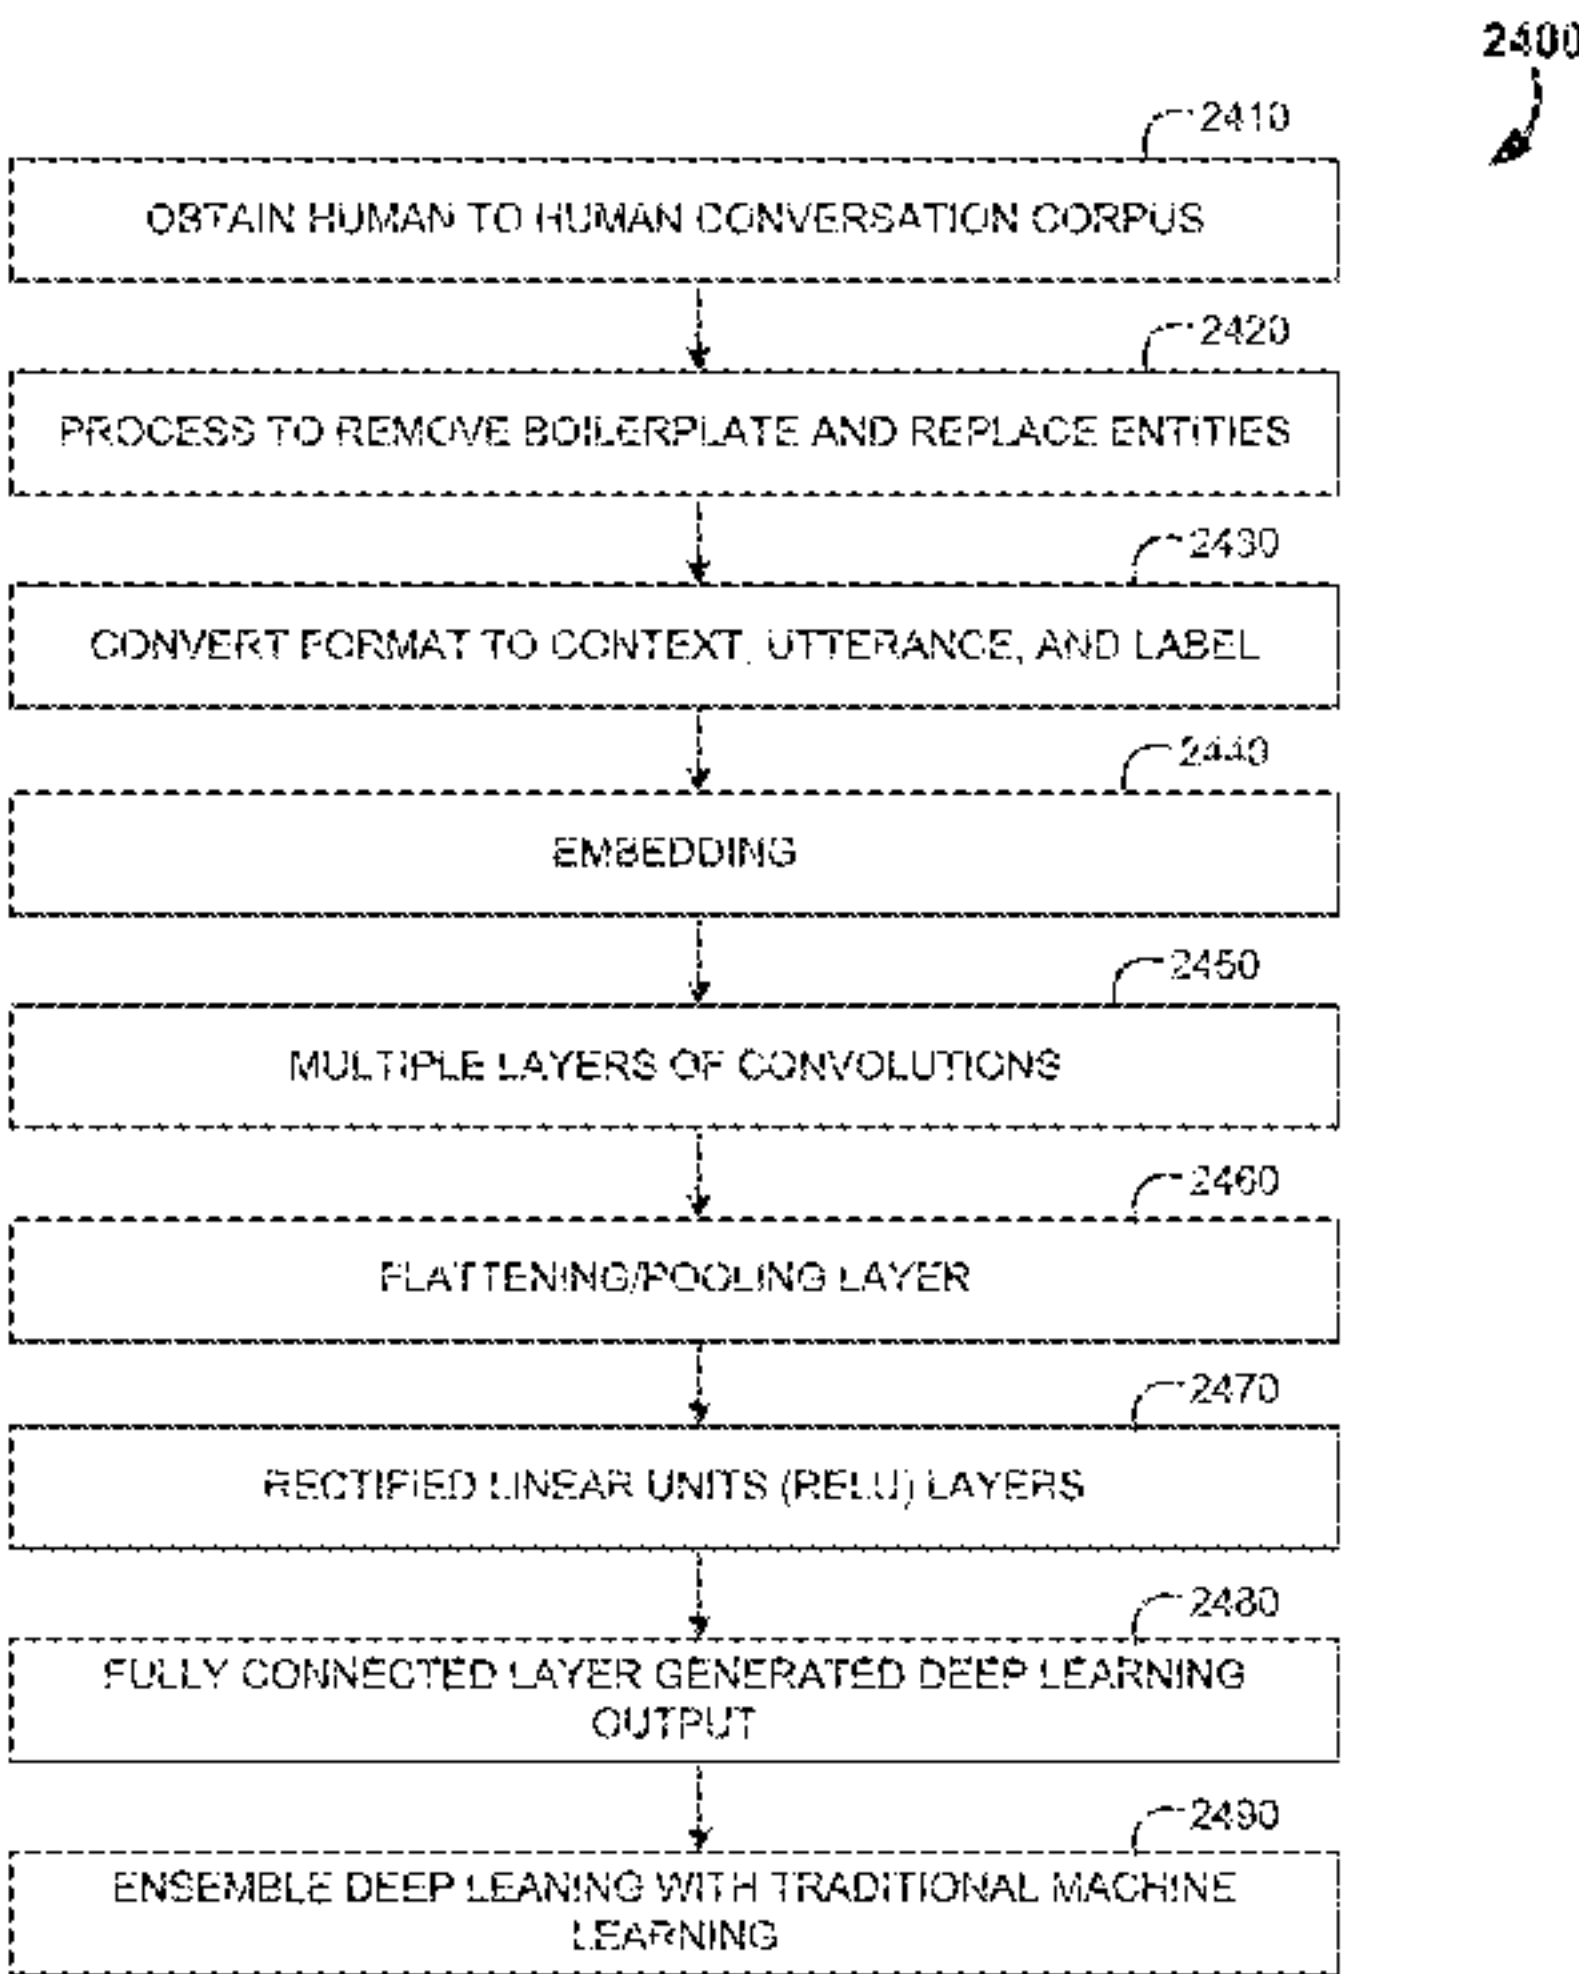 2400
2410
OBTAIN HUMAN TO HUMAN CONVERSATION CORPUS
2420
PROCESS TO REMOVE BOILERPLATE AND REPLACE ENTITIES
2430
CONVERT FORMAT TO CONTEXT, UTTERANCE, AND LABEL
2440
EMBEDDING
2450
MULTIPLE LAYERS OF CONVOLUTIONS
2460
FLATTENING/POOLING LAYER
2470
RECTIFIED LINEAR UNITS (RELU) LAYERS
2480
FULLY CONNECTED LAYER GENERATED DEEP LEARNING
OUTPUT
2490
ENSEMBLE DEEP LEANING WITH TRADITIONAL MACHINE
LEARNING